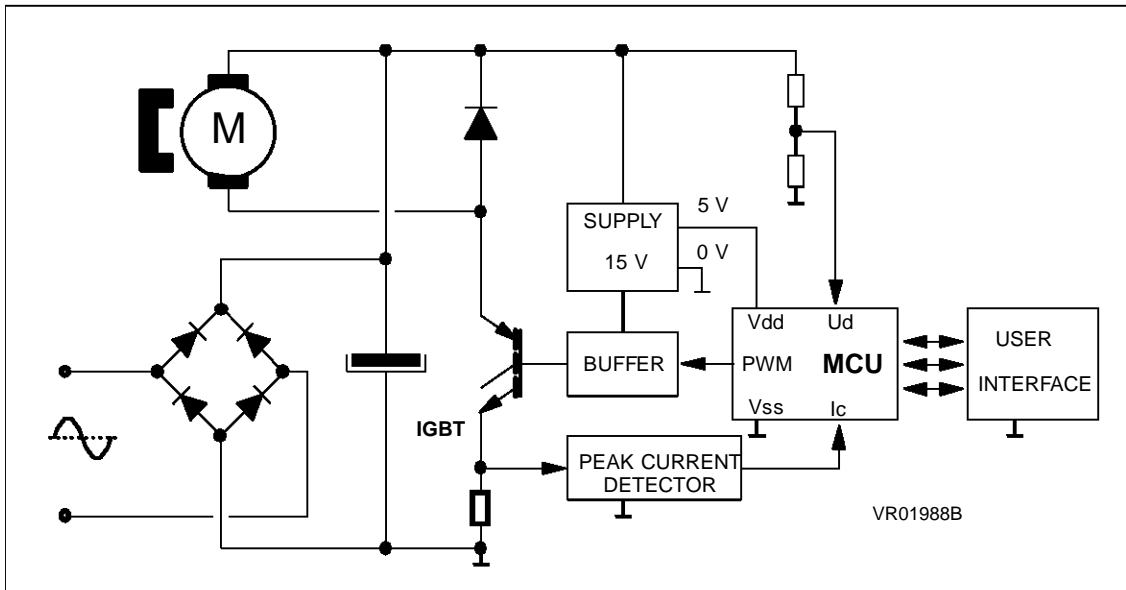 M
SUPPLY
15 V
5 V
0 V
BUFFER
Vdd
Ud
PWM
MCU
Vss
Ic
USER
INTERFACE
IGBT
PEAK CURRENT
DETECTOR
VR01988B